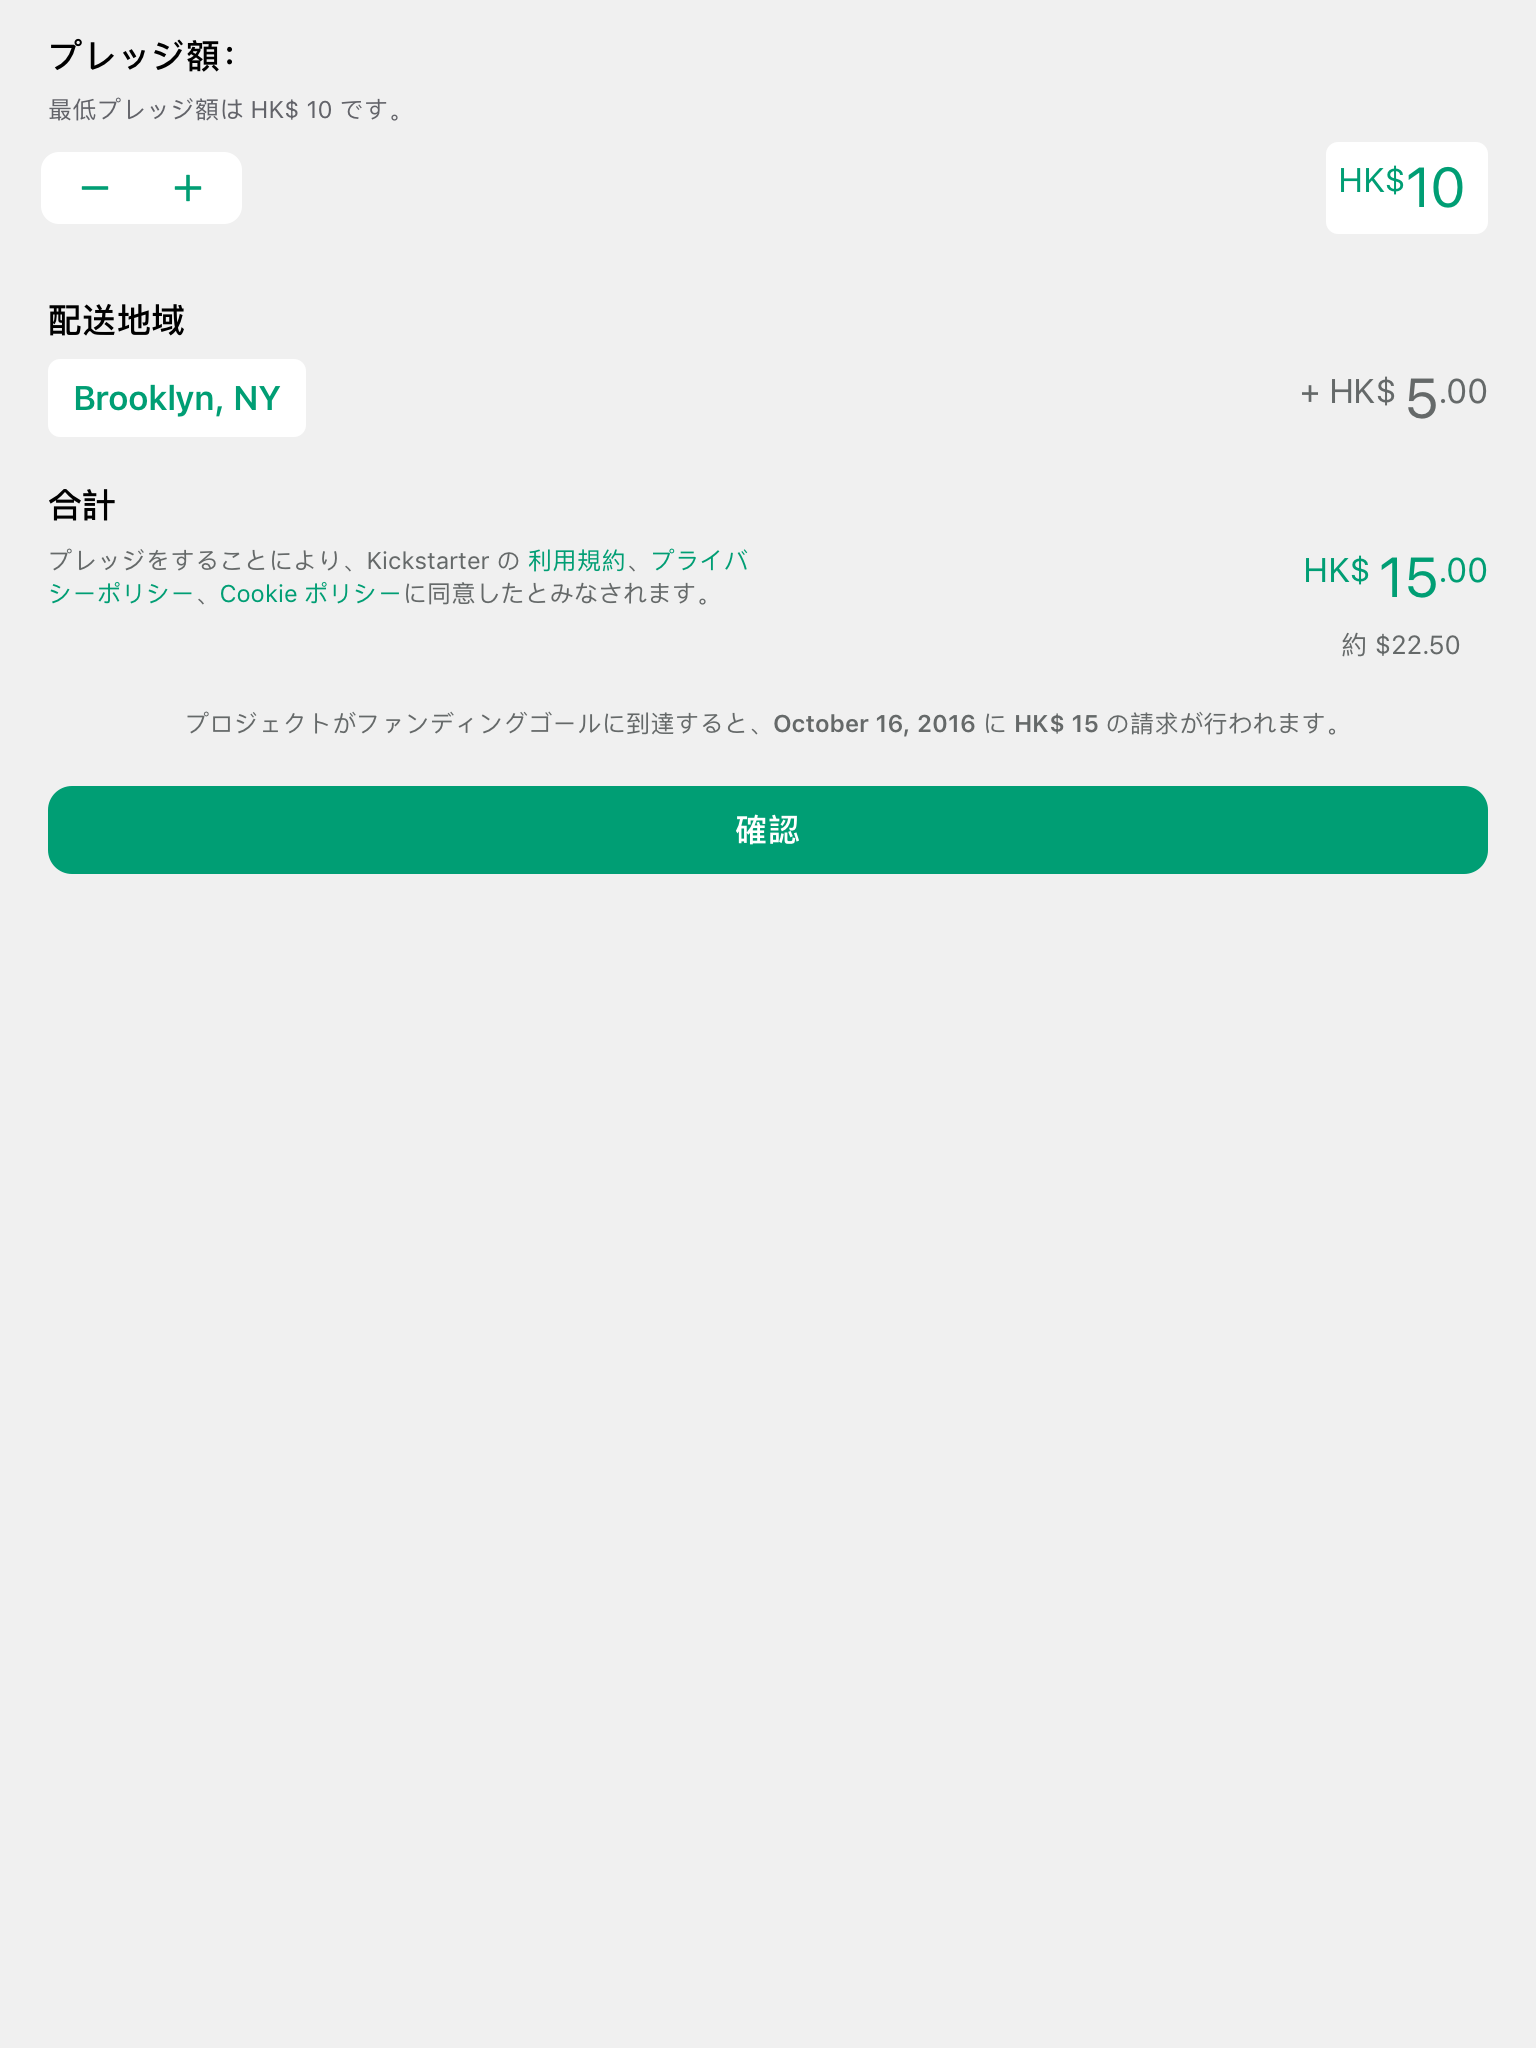 プレッジ額：
最低プレッジ額は HK$ 10 です。
− +
HK$10
配送地域
Brooklyn, NY
+ HK$ 5.00
合計
プレッジをすることにより、Kickstarter の 利用規約、プライバ
シーポリシー、Cookie ポリシーに同意したとみなされます。
HK$ 15.00
約 $22.50
プロジェクトがファンディングゴールに到達すると、October 16, 2016 に HK$ 15 の請求が行われます。
確認